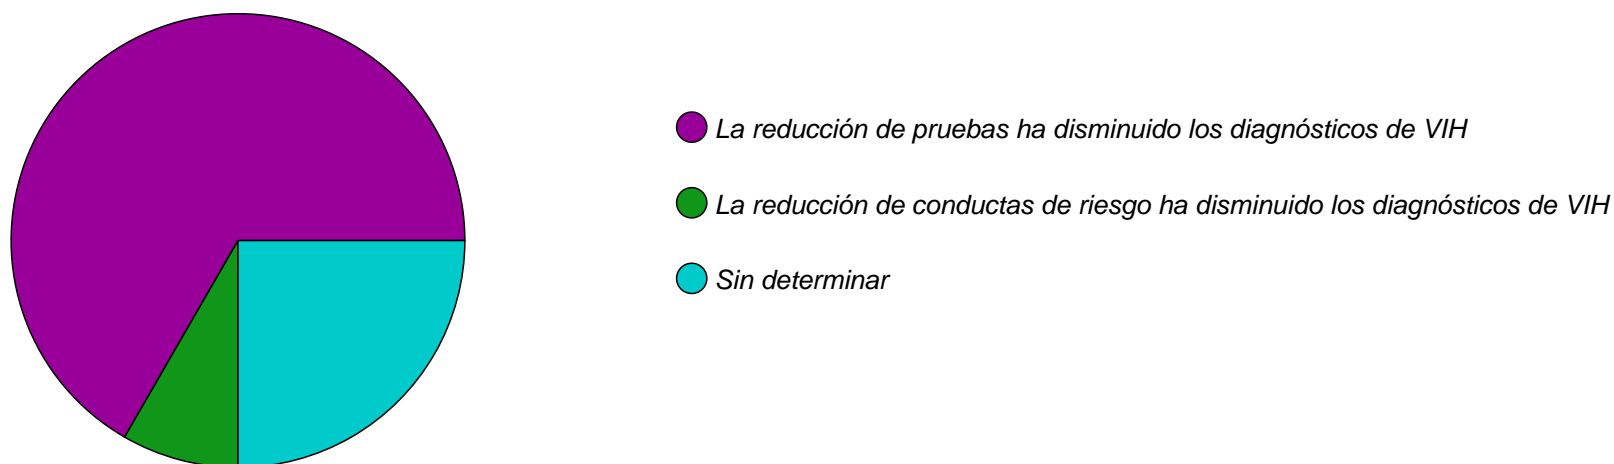 La reducción de pruebas ha disminuido los diagnósticos de VIH
La reducción de conductas de riesgo ha disminuido los diagnósticos de VIH
Sin determinar